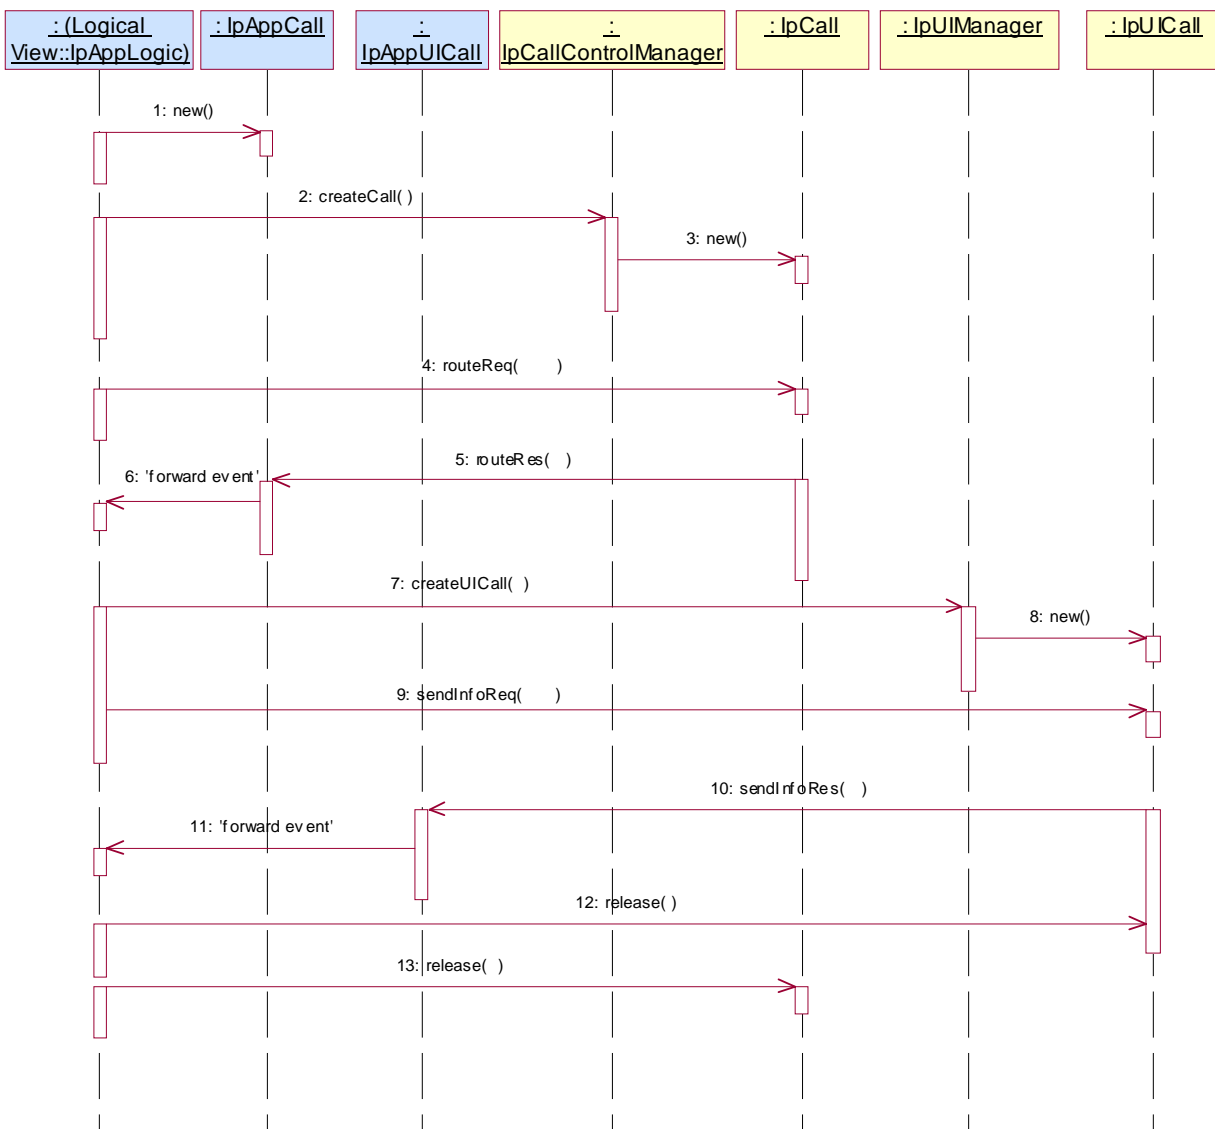 : (Logical
View::IpAppLogic)
: IpAppCall
:
IpAppUICall
:
IpCallControlManager
: IpCall
: IpUIManager
: IpUICall
1: new()
2: createCall( )
3: new()
4: routeReq( )
5: routeRes( )
6: 'forward event'
7: createUICall( )
8: new()
9: sendInfoReq( )
10: sendInfoRes( )
11: 'forward event'
12: release( )
13: release( )